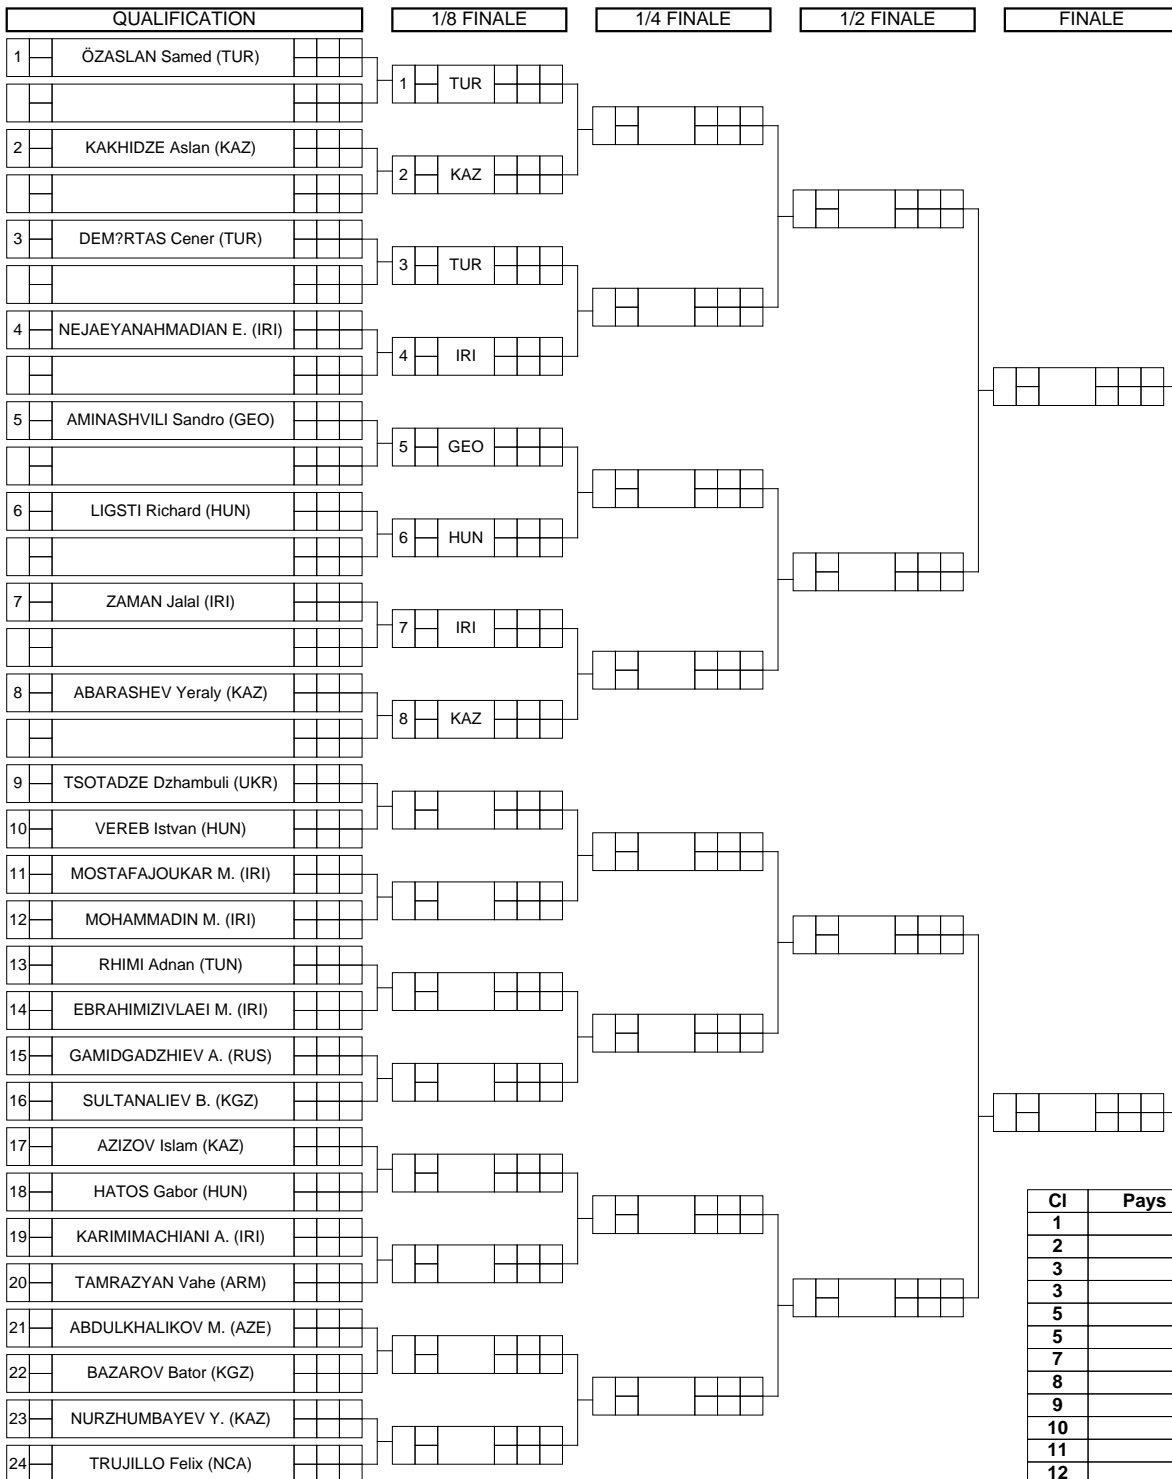 QUALIFICATION 1/8 FINALE 1/4 FINALE 1/2 FINALE FINALE
1 ÖZASLAN Samed (TUR)
1 TUR
2 KAKHIDZE Aslan (KAZ)
2 KAZ
3 DEM?RTAS Cener (TUR)
3 TUR
4 NEJAEYANAHMADIAN E. (IRI)
4 IRI
5 AMINASHVILI Sandro (GEO)
5 GEO
6 LIGSTI Richard (HUN)
6 HUN
7 ZAMAN Jalal (IRI)
7 IRI
8 ABARASHEV Yeraly (KAZ)
8 KAZ
9 TSOTADZE Dzhambuli (UKR)
10 VEREB Istvan (HUN)
11 MOSTAFAJOUKAR M. (IRI)
12 MOHAMMADIN M. (IRI)
13 RHIMI Adnan (TUN)
14 EBRAHIMIZIVLAEI M. (IRI)
15 GAMIDGADZHIEV A. (RUS)
16 SULTANALIEV B. (KGZ)
17 AZIZOV Islam (KAZ)
18 HATOS Gabor (HUN)
19 KARIMIMACHIANI A. (IRI)
20 TAMRAZYAN Vahe (ARM)
21 ABDULKHALIKOV M. (AZE)
22 BAZAROV Bator (KGZ)
23 NURZHUMBAYEV Y. (KAZ)
24 TRUJILLO Felix (NCA)
Cl Pays
1
2
3
3
5
5
7
8
9
10
11
12